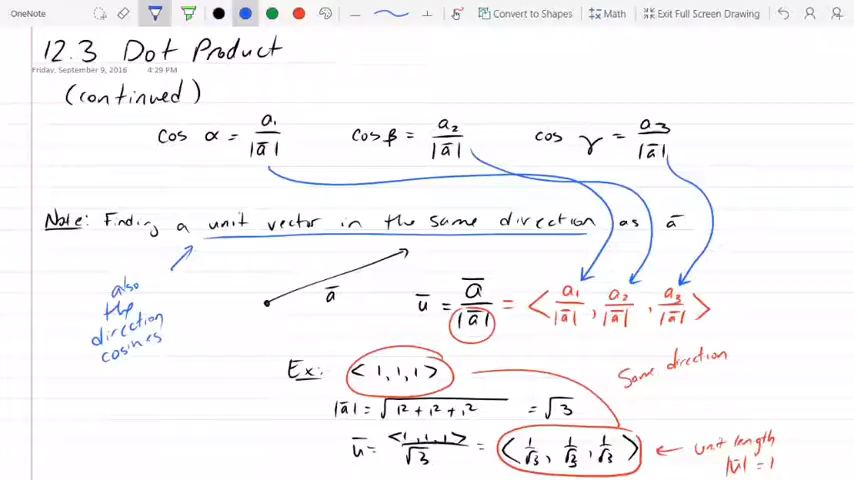 OneNote
Convert to Shapes
Math
Exit Full Screen Drawing
12.3 Dot Product
Friday, September 9, 2016 4:29 PM
(continued)
cos α = a₁/|a̅| cos β = a₂/|a̅| cos γ = a₃/|a̅|
Note: Finding a unit vector in the same direction as a̅
also
the
direction
cosines
a̅
u̅ = a̅/|a̅| = < a₁/|a̅| , a₂/|a̅| , a₃/|a̅| >
Same direction
Ex: < 1, 1, 1 >
|a̅| = √(1² + 1² + 1²) = √3
u̅ = <1, 1, 1>/√3 = < 1/√3 , 1/√3 , 1/√3 > ← unit length
|u̅| = 1